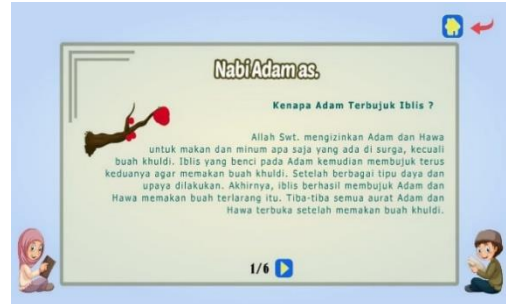 Nabi Adam as.
Kenapa Adam Terbujuk Iblis ?
Allah Swt. mengizinkan Adam dan Hawa
untuk makan dan minum apa saja yang ada di surga, kecuali
buah khuldi. Iblis yang benci pada Adam kemudian membujuk terus
keduanya agar memakan buah khuldi. Setelah berbagai tipu daya dan
upaya dilakukan. Akhirnya, iblis berhasil membujuk Adam dan
Hawa memakan buah terlarang itu. Tiba-tiba semua aurat Adam dan
Hawa terbuka setelah memakan buah khuldi.
1/6